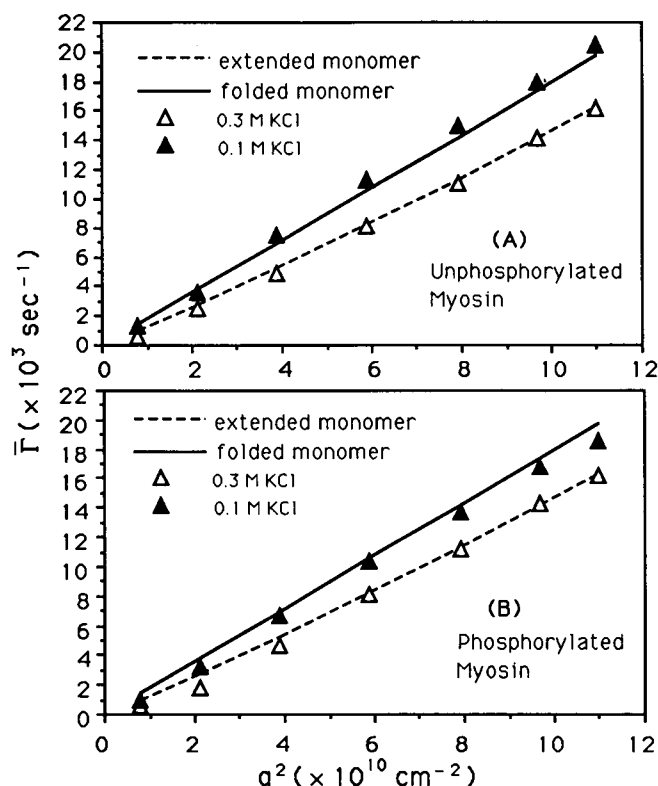 22
20
18
16
14
12
10
8
6
4
2
0
extended monomer
folded monomer
0.3 M KCl
0.1 M KCl
(A)
Unphosphorylated
Myosin
0 2 4 6 8 10 12
Γ̅ (×10³ sec⁻¹)
22
20
18
16
14
12
10
8
6
4
2
0
extended monomer
folded monomer
0.3 M KCl
0.1 M KCl
(B)
Phosphorylated
Myosin
0 2 4 6 8 10 12
q² (×10¹⁰ cm⁻²)